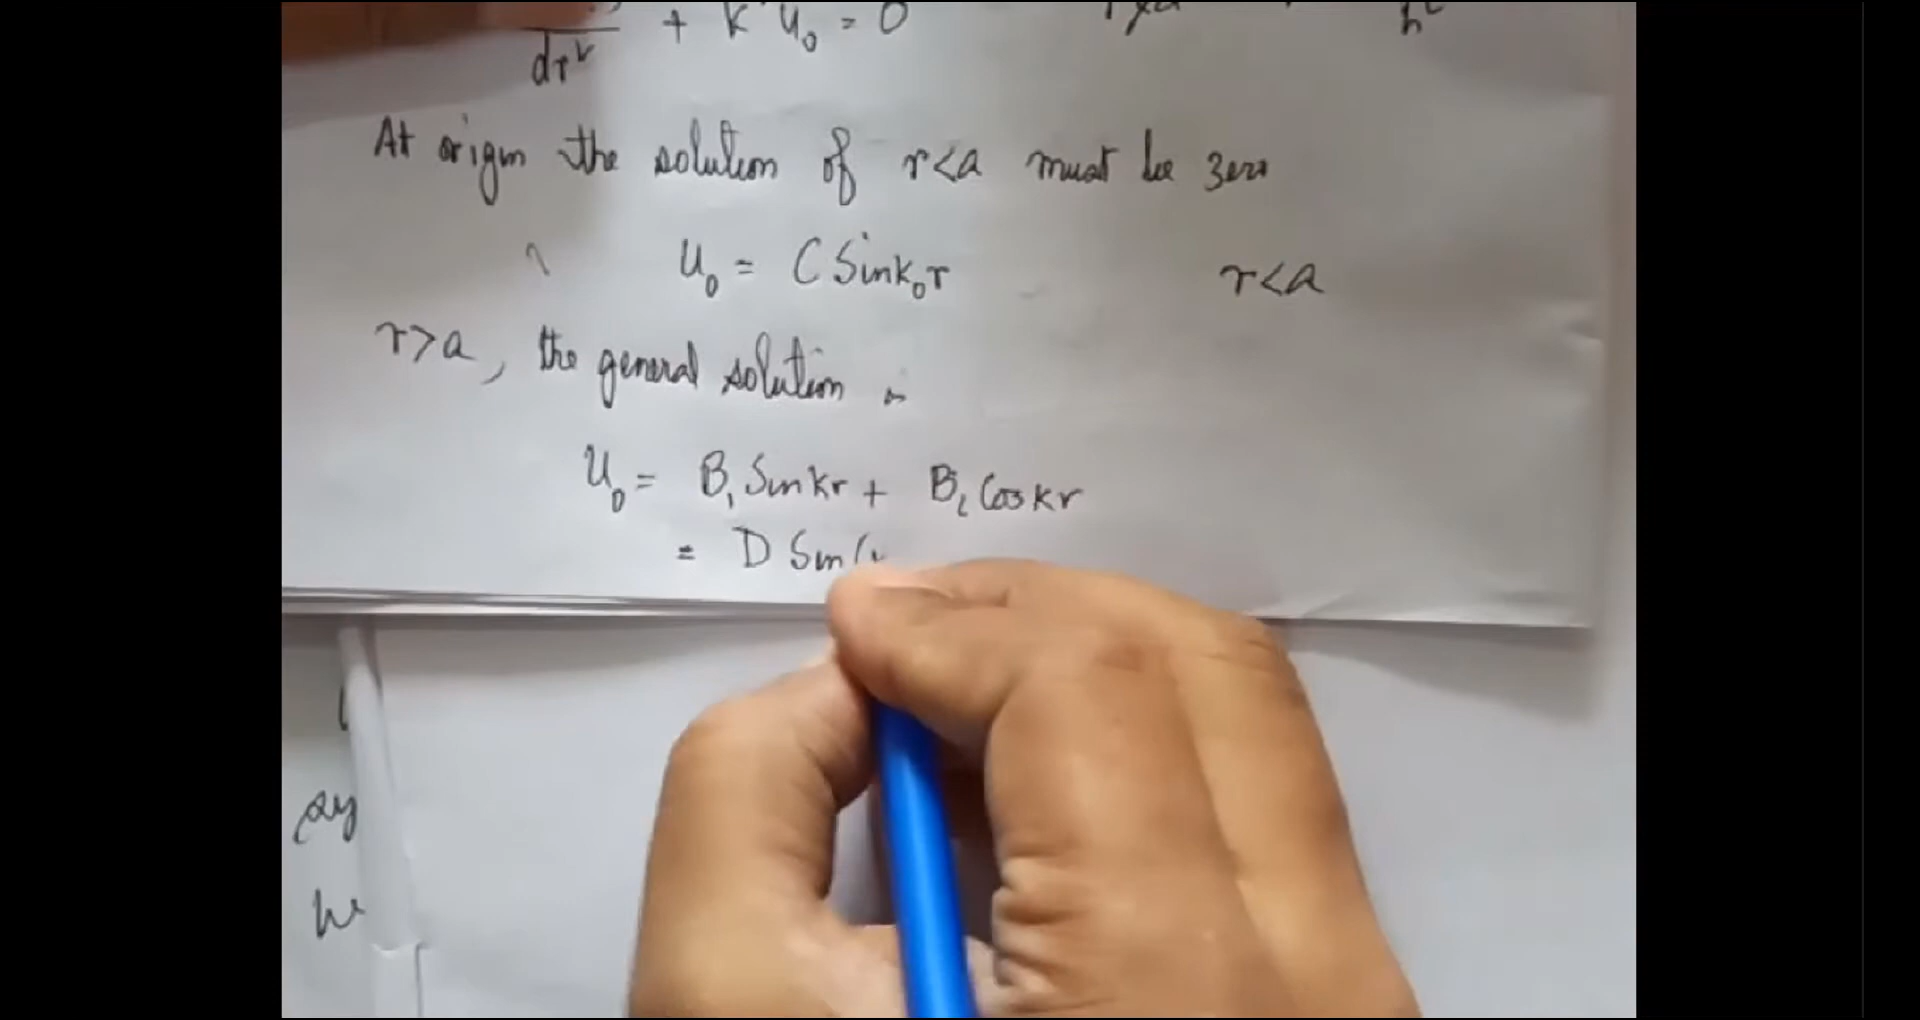 dr² + k² u₀ = 0
At origin the solution of r<a must be zero
u₀ = C Sin k₀r r<a
r>a, the general solution is
u₀ = B₁ Sin kr + B₂ Cos kr
= D Sin(